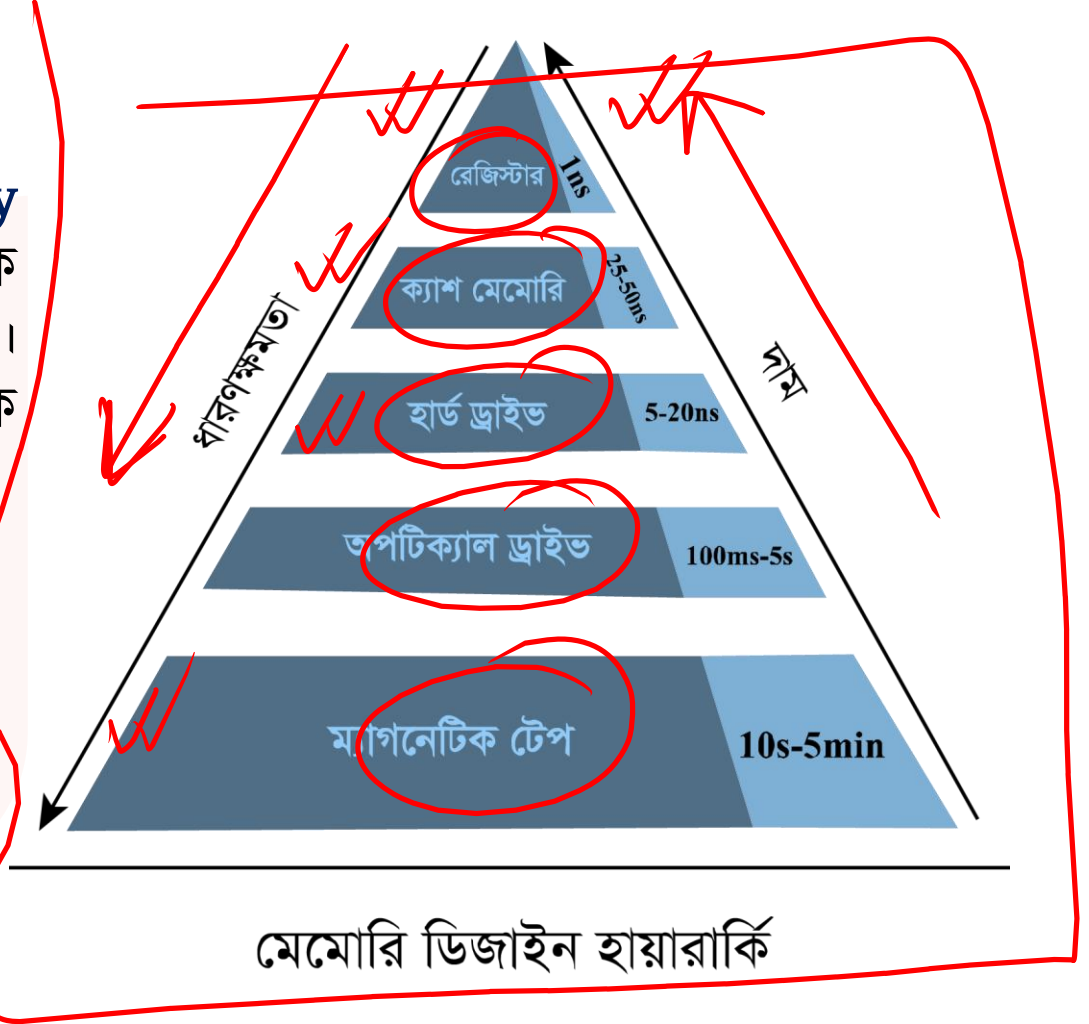 y
ক
।
ক
রেজিস্টার 1ns
ক্যাশ মেমোরি 25-50ns
হার্ড ড্রাইভ 5-20ns
অপটিক্যাল ড্রাইভ 100ms-5s
ম্যাগনেটিক টেপ 10s-5min
ধারণক্ষমতা
দাম
মেমোরি ডিজাইন হায়ারার্কি